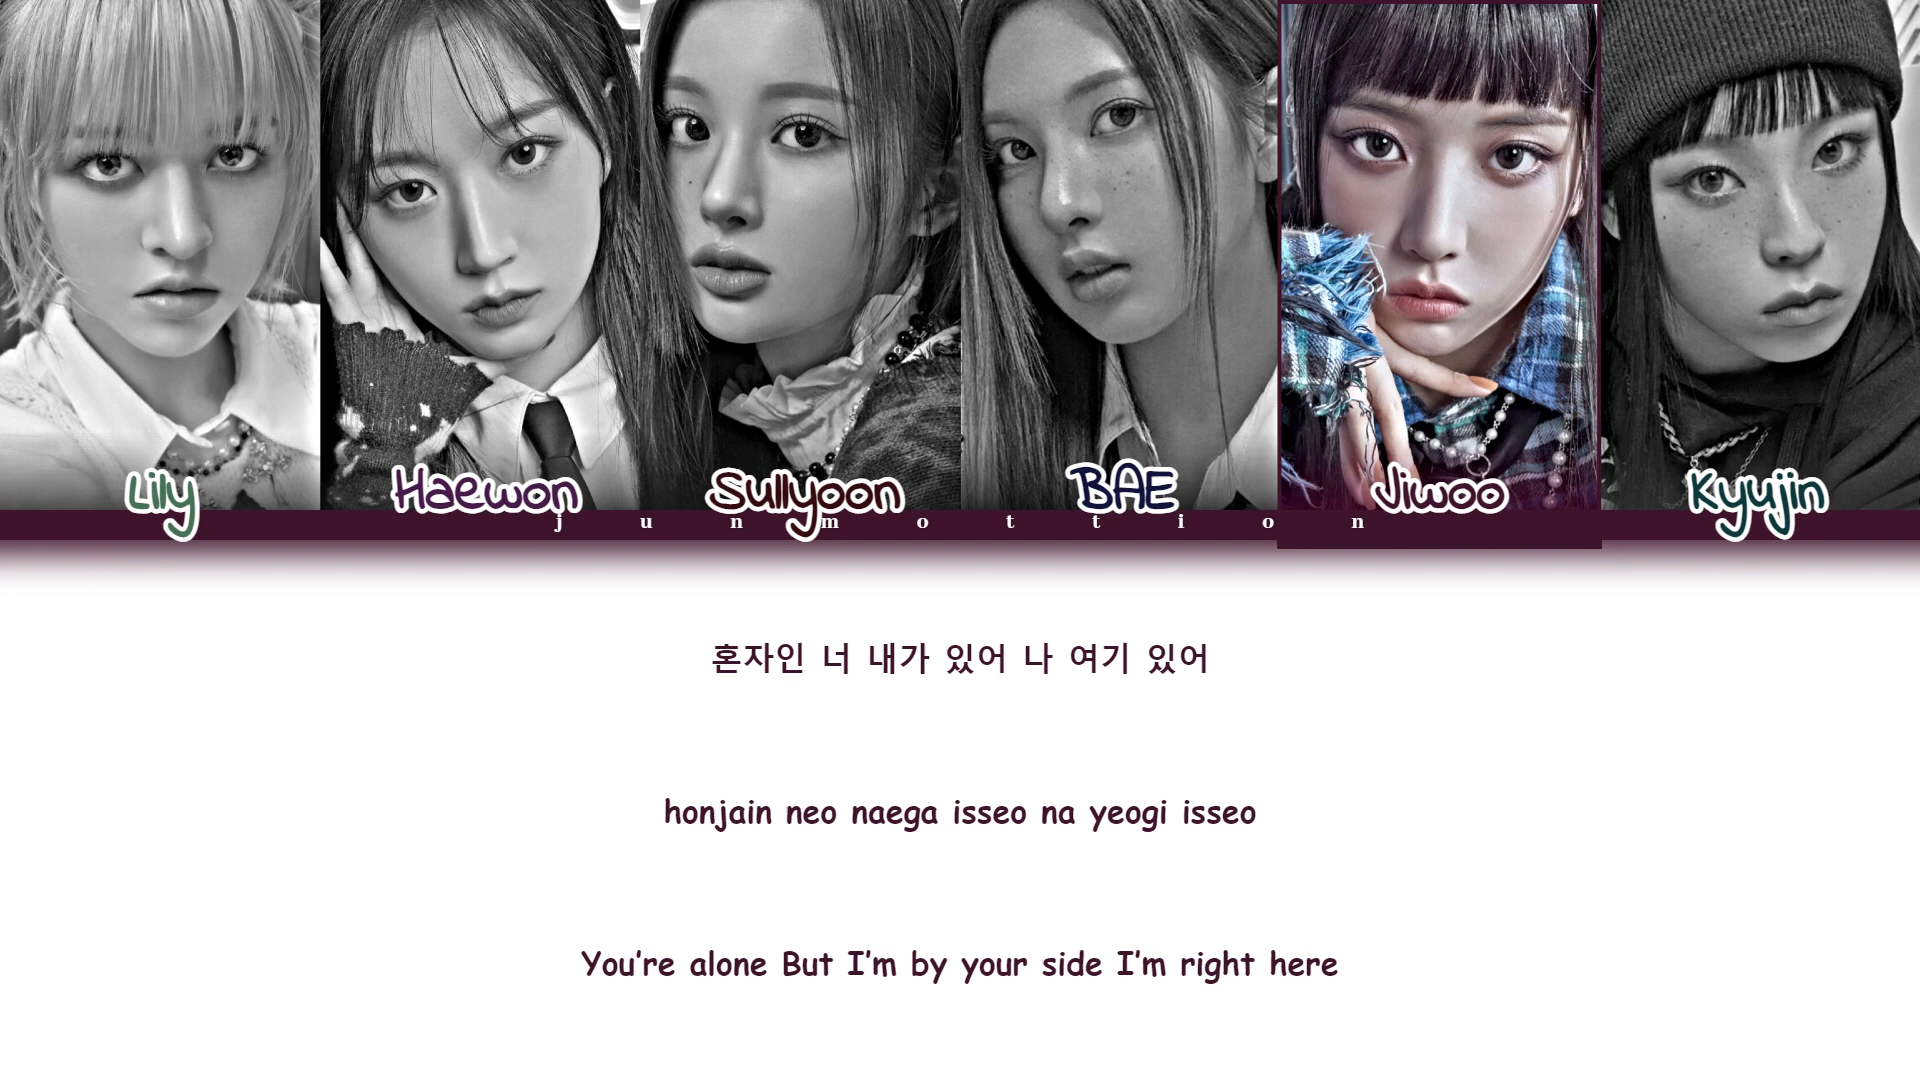 Lily
Haewon
Sullyoon
BAE
Jiwoo
Kyujin
junmottion
혼자인 너 내가 있어 나 여기 있어
honjain neo naega isseo na yeogi isseo
You’re alone But I’m by your side I’m right here